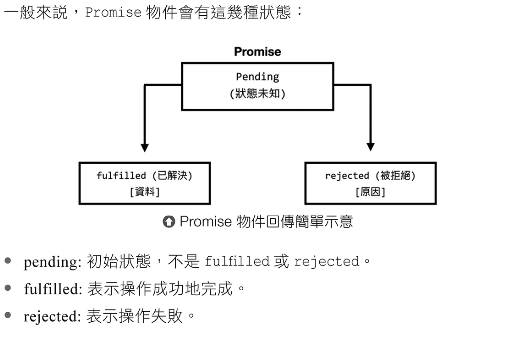 一般來說，Promise 物件會有這幾種狀態：
Promise
Pending
(狀態未知)
fulfilled (已解決)
[資料]
rejected (被拒絕)
[原因]
Promise 物件回傳簡單示意
pending: 初始狀態，不是 fulfilled 或 rejected。
fulfilled: 表示操作成功地完成。
rejected: 表示操作失敗。